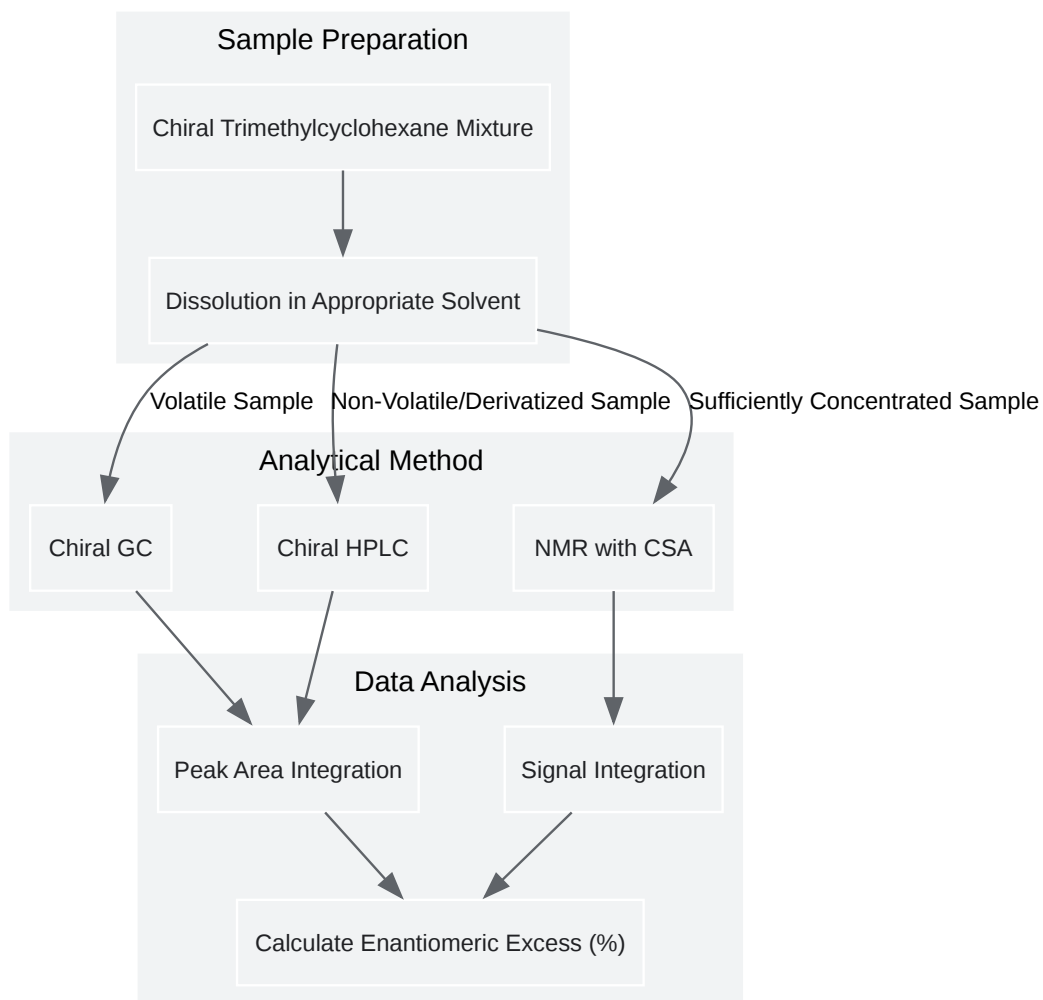 Sample Preparation
Chiral Trimethylcyclohexane Mixture
Dissolution in Appropriate Solvent
Volatile Sample
Non-Volatile/Derivatized Sample
Sufficiently Concentrated Sample
Analytical Method
Chiral GC
Chiral HPLC
NMR with CSA
Data Analysis
Peak Area Integration
Signal Integration
Calculate Enantiomeric Excess (%)